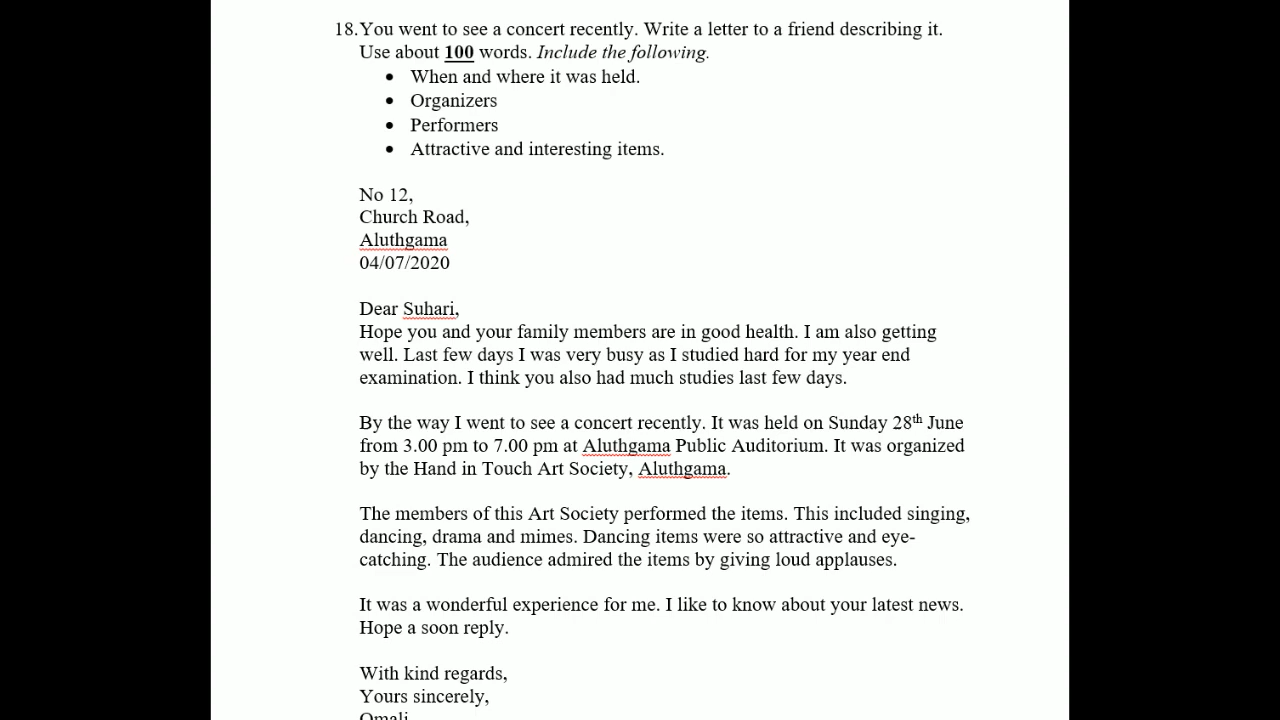 18.You went to see a concert recently. Write a letter to a friend describing it.
Use about 100 words. Include the following.
• When and where it was held.
• Organizers
• Performers
• Attractive and interesting items.
No 12,
Church Road,
Aluthgama
04/07/2020
Dear Suhari,
Hope you and your family members are in good health. I am also getting
well. Last few days I was very busy as I studied hard for my year end
examination. I think you also had much studies last few days.
By the way I went to see a concert recently. It was held on Sunday 28th June
from 3.00 pm to 7.00 pm at Aluthgama Public Auditorium. It was organized
by the Hand in Touch Art Society, Aluthgama.
The members of this Art Society performed the items. This included singing,
dancing, drama and mimes. Dancing items were so attractive and eye-
catching. The audience admired the items by giving loud applauses.
It was a wonderful experience for me. I like to know about your latest news.
Hope a soon reply.
With kind regards,
Yours sincerely,
Omali